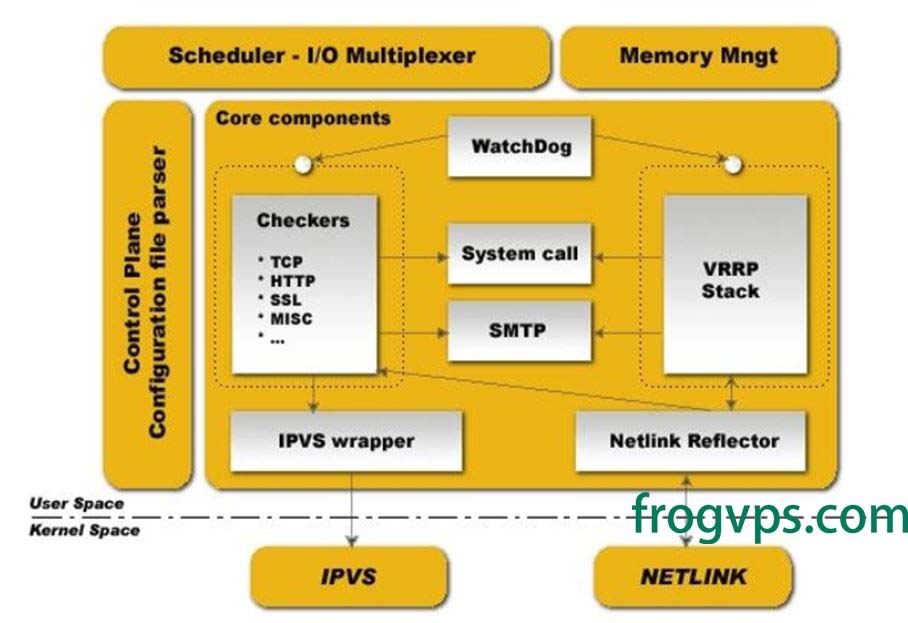 Scheduler - I/O Multiplexer
Memory Mngt
Control Plane
Configuration file parser
Core components
WatchDog
Checkers
* TCP
* HTTP
* SSL
* MISC
* ...
System call
SMTP
VRRP
Stack
IPVS wrapper
Netlink Reflector
User Space
Kernel Space
frogvps.com
IPVS
NETLINK